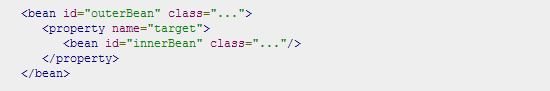 <bean id="outerBean" class="...">
<property name="target">
<bean id="innerBean" class="..."/>
</property>
</bean>